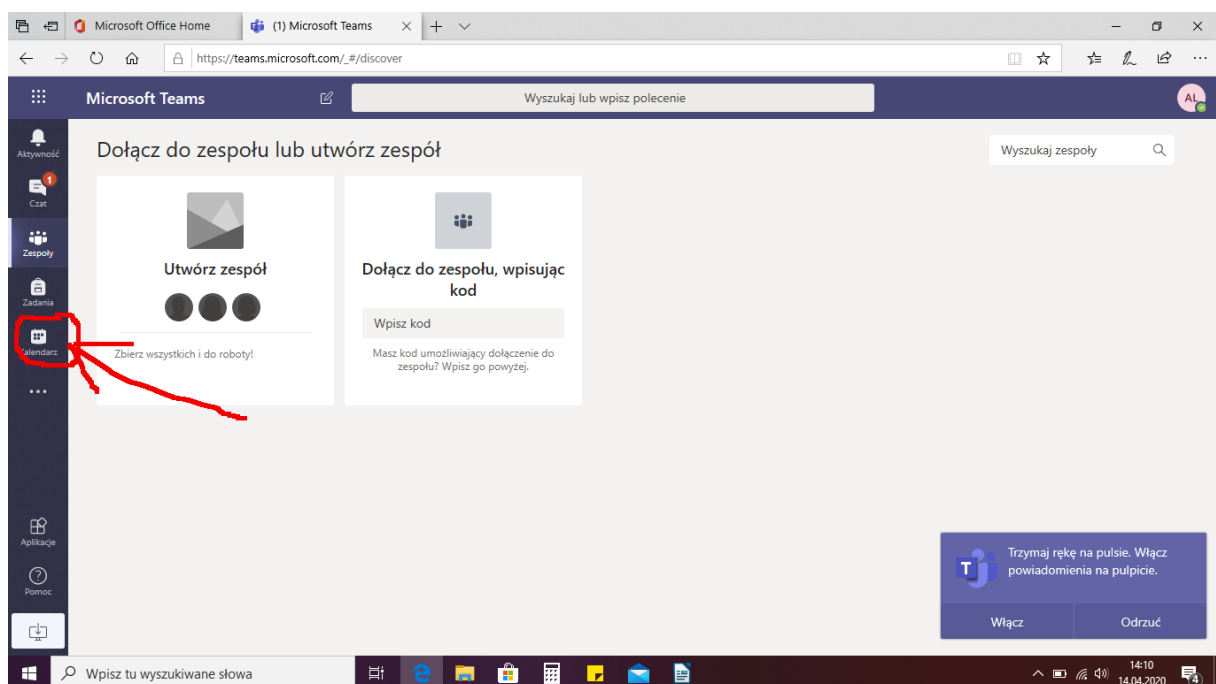 Microsoft Office Home
(1) Microsoft Teams
https://teams.microsoft.com/_#/discover
Microsoft Teams
Wyszukaj lub wpisz polecenie
AL
Aktywność
Dołącz do zespołu lub utwórz zespół
Wyszukaj zespoły
1
Czat
Zespoły
Utwórz zespół
Zbierz wszystkich i do roboty!
Dołącz do zespołu, wpisując
kod
Wpisz kod
Masz kod umożliwiający dołączenie do
zespołu? Wpisz go powyżej.
Zadania
Kalendarz
Aplikacje
Pomoc
T
Trzymaj rękę na pulsie. Włącz
powiadomienia na pulpicie.
Włącz
Odrzuć
Wpisz tu wyszukiwane słowa
14:10
14.04.2020
4